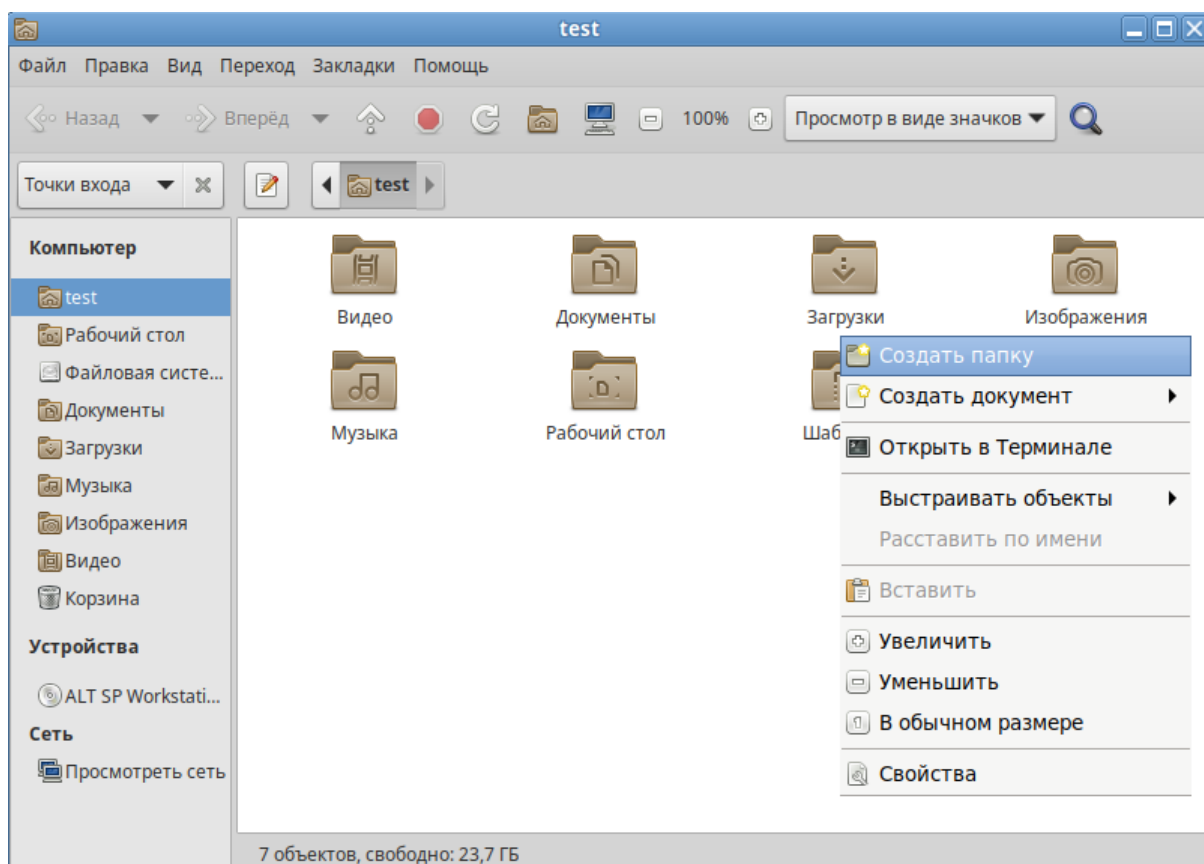 test
Файл Правка Вид Переход Закладки Помощь
Назад Вперёд 100% Просмотр в виде значков
Точки входа test
Компьютер
test
Рабочий стол
Файловая систе...
Документы
Загрузки
Музыка
Изображения
Видео
Корзина
Устройства
ALT SP Workstati...
Сеть
Просмотреть сеть
Видео Документы Загрузки Изображения
Музыка Рабочий стол Шаб
Создать папку
Создать документ
Открыть в Терминале
Выстраивать объекты
Расставить по имени
Вставить
Увеличить
Уменьшить
В обычном размере
Свойства
7 объектов, свободно: 23,7 ГБ